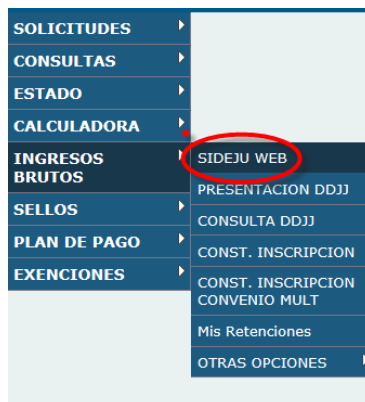 SOLICITUDES
CONSULTAS
ESTADO
CALCULADORA
INGRESOS
BRUTOS
SELLOS
PLAN DE PAGO
EXENCIONES
SIDEJU WEB
PRESENTACION DDJJ
CONSULTA DDJJ
CONST. INSCRIPCION
CONST. INSCRIPCION
CONVENIO MULT
Mis Retenciones
OTRAS OPCIONES